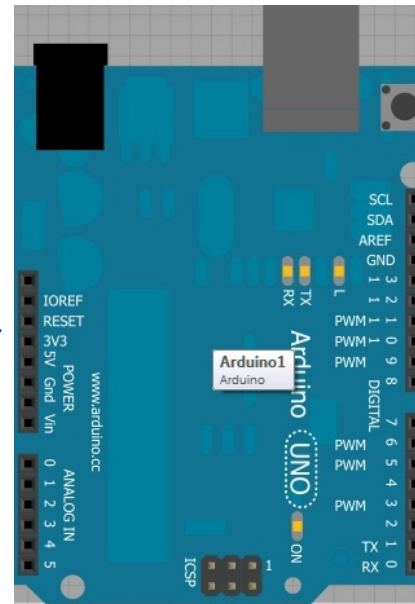 SCL
SDA
AREF
GND
13
12
PWM 11
PWM 10
PWM 9
8
DIGITAL
7
PWM 6
PWM 5
4
PWM 3
2
TX 1
RX 0
RX
TX
L
IOREF
RESET
3V3
5V
Gnd
Vin
POWER
www.arduino.cc
Arduino
UNO
Arduino1
Arduino
ANALOG IN
0
1
2
3
4
5
ICSP
1
ON